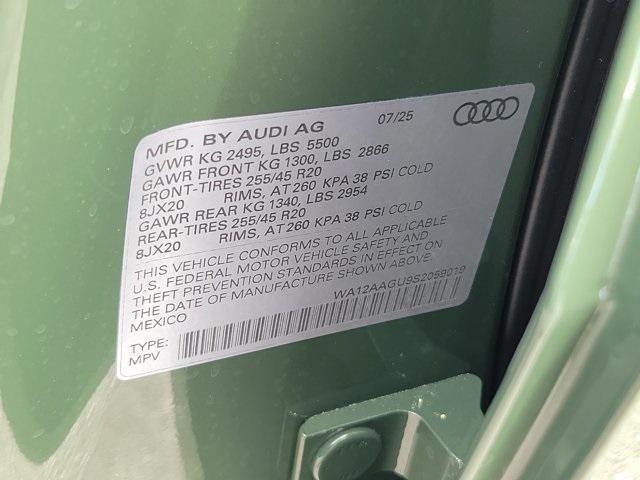 MFD. BY AUDI AG 07/25
GVWR KG 2495, LBS 5500
GAWR FRONT KG 1300, LBS 2866
FRONT-TIRES 255/45 R20
8JX20 RIMS, AT 260 KPA 38 PSI COLD
GAWR REAR KG 1340, LBS 2954
REAR-TIRES 255/45 R20
8JX20 RIMS, AT 260 KPA 38 PSI COLD
THIS VEHICLE CONFORMS TO ALL APPLICABLE
U.S. FEDERAL MOTOR VEHICLE SAFETY AND
THEFT PREVENTION STANDARDS IN EFFECT ON
THE DATE OF MANUFACTURE SHOWN ABOVE.
MEXICO WA12AAGU9S2059019
TYPE:
MPV